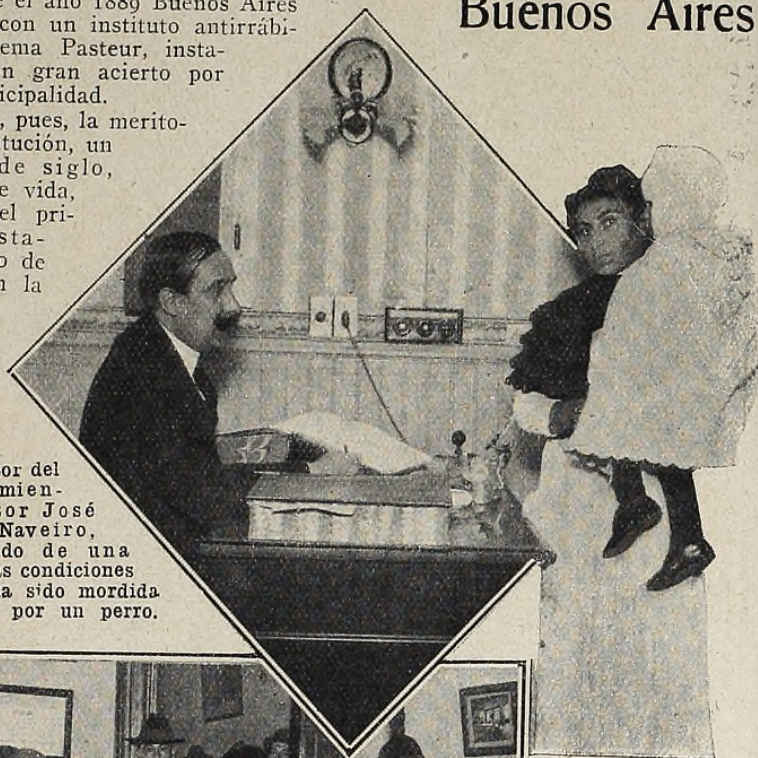 Buenos Aires
el año 1889 Buenos Aires
con un instituto antirrábi-
ema Pasteur, insta-
n gran acierto por
icipalidad.
, pues, la merito-
tución, un
de siglo,
e vida,
el pri-
sta-
o de
n la
or del
mien-
sor José
Naveiro,
do de una
s condiciones
a sido mordida
por un perro.